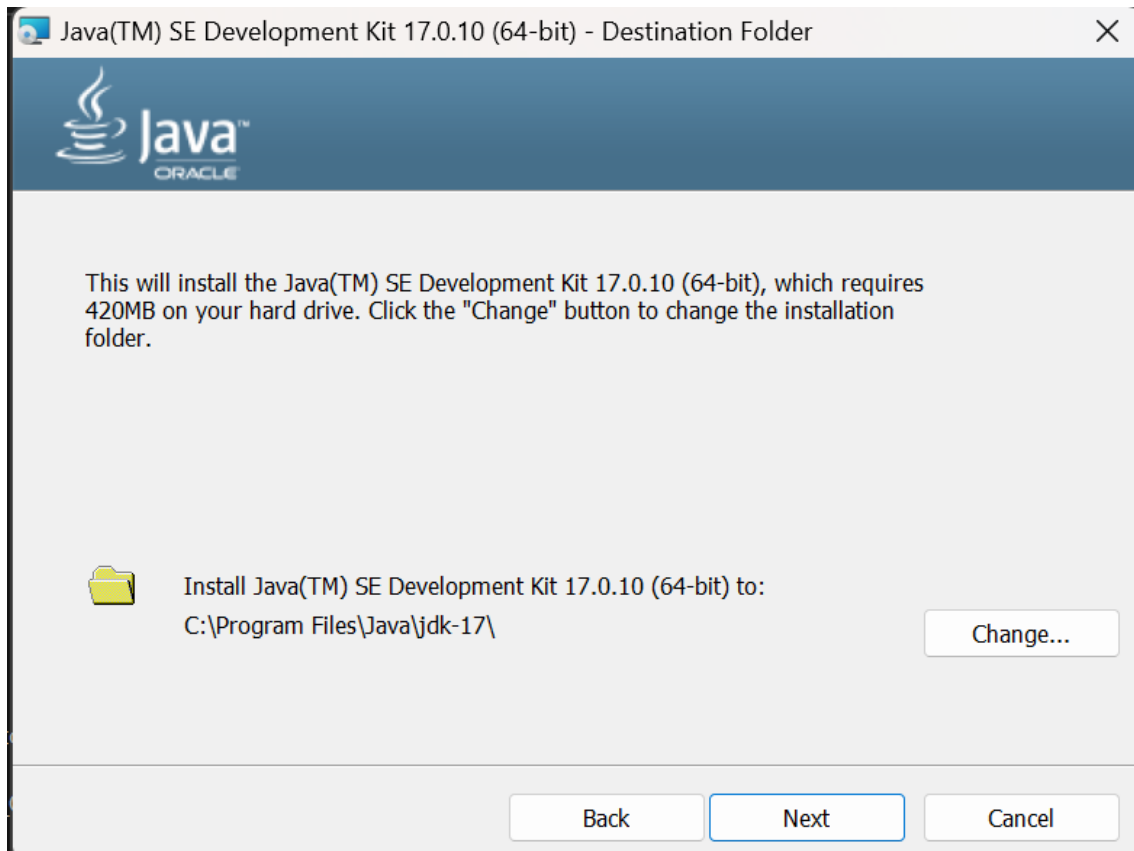 Java(TM) SE Development Kit 17.0.10 (64-bit) - Destination Folder
Java™
ORACLE
This will install the Java(TM) SE Development Kit 17.0.10 (64-bit), which requires
420MB on your hard drive. Click the "Change" button to change the installation
folder.
Install Java(TM) SE Development Kit 17.0.10 (64-bit) to:
C:\Program Files\Java\jdk-17\
Change...
Back
Next
Cancel